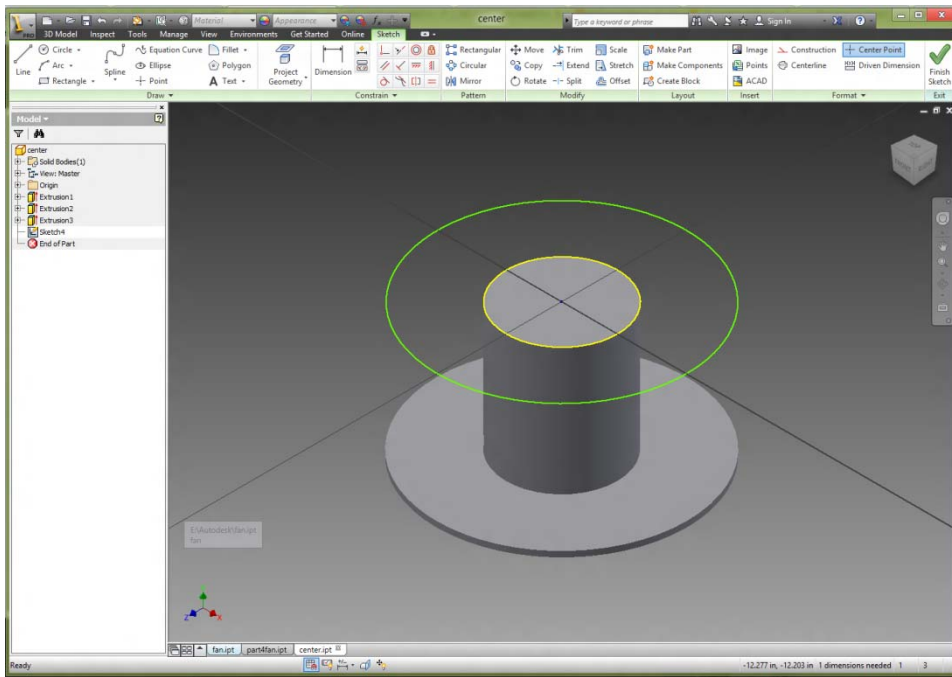 PRO
Material
Appearance
center
Type a keyword or phrase
Sign In
3D Model Inspect Tools Manage View Environments Get Started Online Sketch
Line
Circle
Arc
Rectangle
Spline
Equation Curve
Ellipse
Point
Fillet
Polygon
A Text
Project Geometry
Dimension
Rectangular
Circular
Mirror
Move
Copy
Rotate
Trim
Extend
Split
Scale
Stretch
Offset
Make Part
Make Components
Create Block
Image
Points
ACAD
Construction
Centerline
Center Point
Driven Dimension
Finish Sketch
Draw Constrain Pattern Modify Layout Insert Format Exit
Model
center
Solid Bodies(1)
View: Master
Origin
Extrusion1
Extrusion2
Extrusion3
Sketch4
End of Part
TOP
E:\Autodesk\fan.ipt
fan
Z X
fan.ipt part4fan.ipt center.ipt
Ready
-12.277 in, -12.203 in 1 dimensions needed 1 3